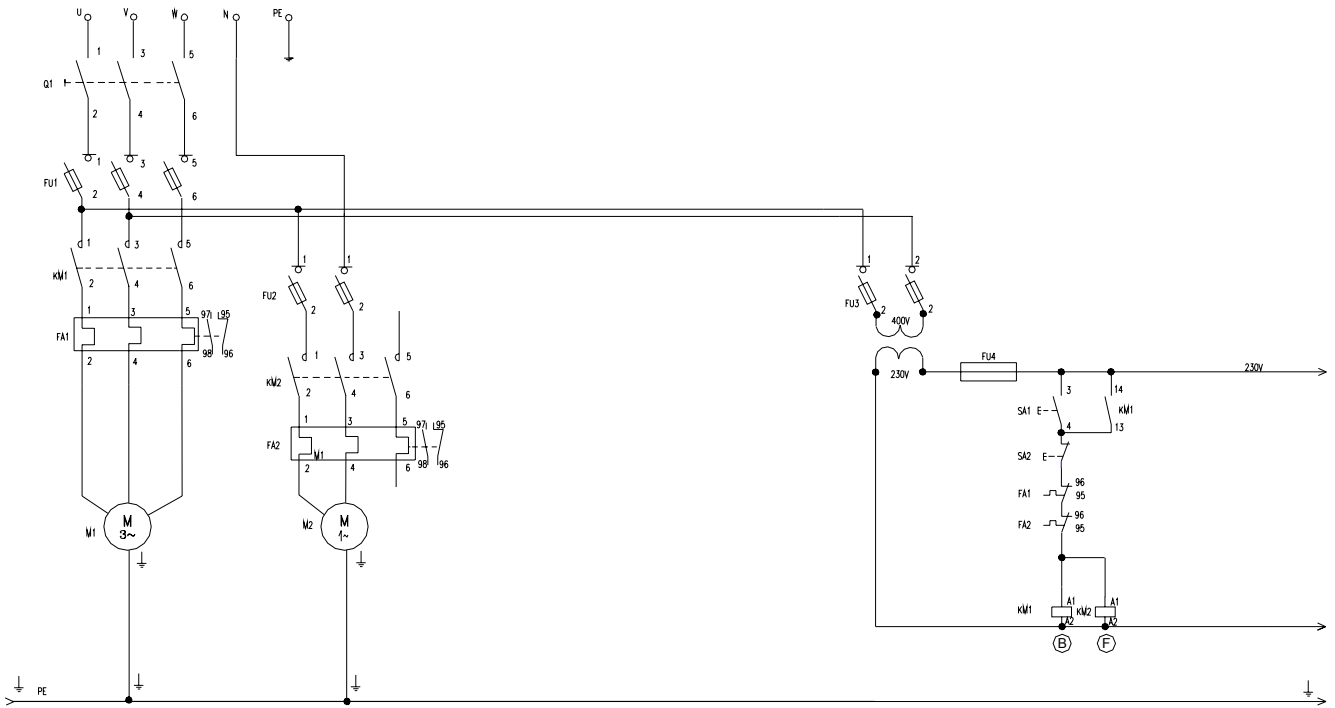 U V W N PE
1 3 5
Q1
2 4 6
1 3 5
FU1
2 4 6
1 3 5
KM1
2 4 6
1 3 5 97 95
FA1
2 4 6 98 96
M1
M
3~
1 1
FU2
2 2
1 3 5
KM2
2 4 6
1 3 5 97 95
FA2
M1
2 4 6 98 96
M2
M
1~
1 2
FU3
2 2
400V
230V
FU4
230V
3 14
SA1 E KM1
4 13
SA2 E
96
FA1 95
96
FA2 95
A1 A1
KM1 KM2
A2 A2
B F
PE